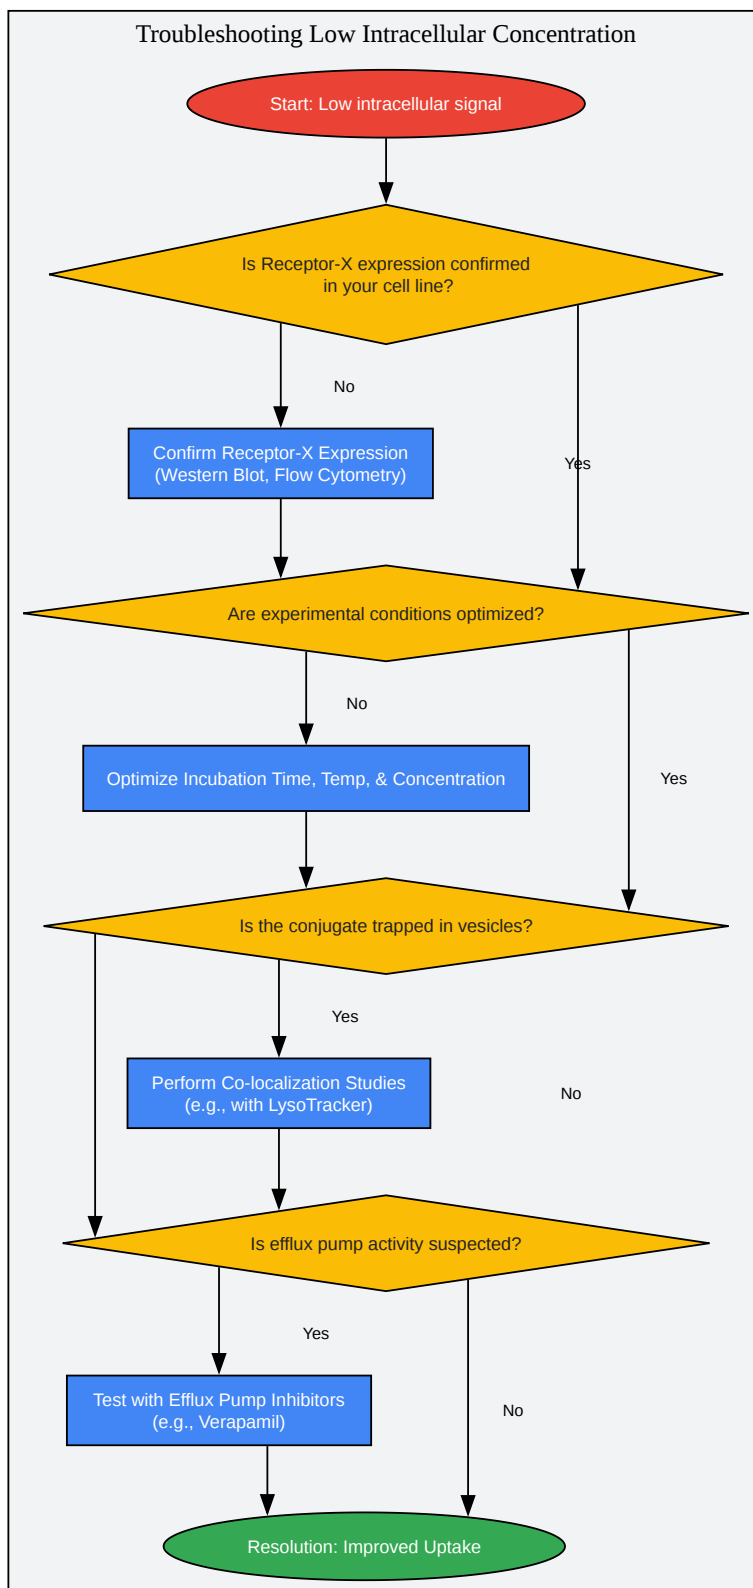 Troubleshooting Low Intracellular Concentration
Start: Low intracellular signal
Is Receptor-X expression confirmed
in your cell line?
No
Confirm Receptor-X Expression
(Western Blot, Flow Cytometry)
Yes
Are experimental conditions optimized?
No
Optimize Incubation Time, Temp, & Concentration
Yes
Is the conjugate trapped in vesicles?
Yes
Perform Co-localization Studies
(e.g., with LysoTracker)
No
Is efflux pump activity suspected?
Yes
Test with Efflux Pump Inhibitors
(e.g., Verapamil)
No
Resolution: Improved Uptake